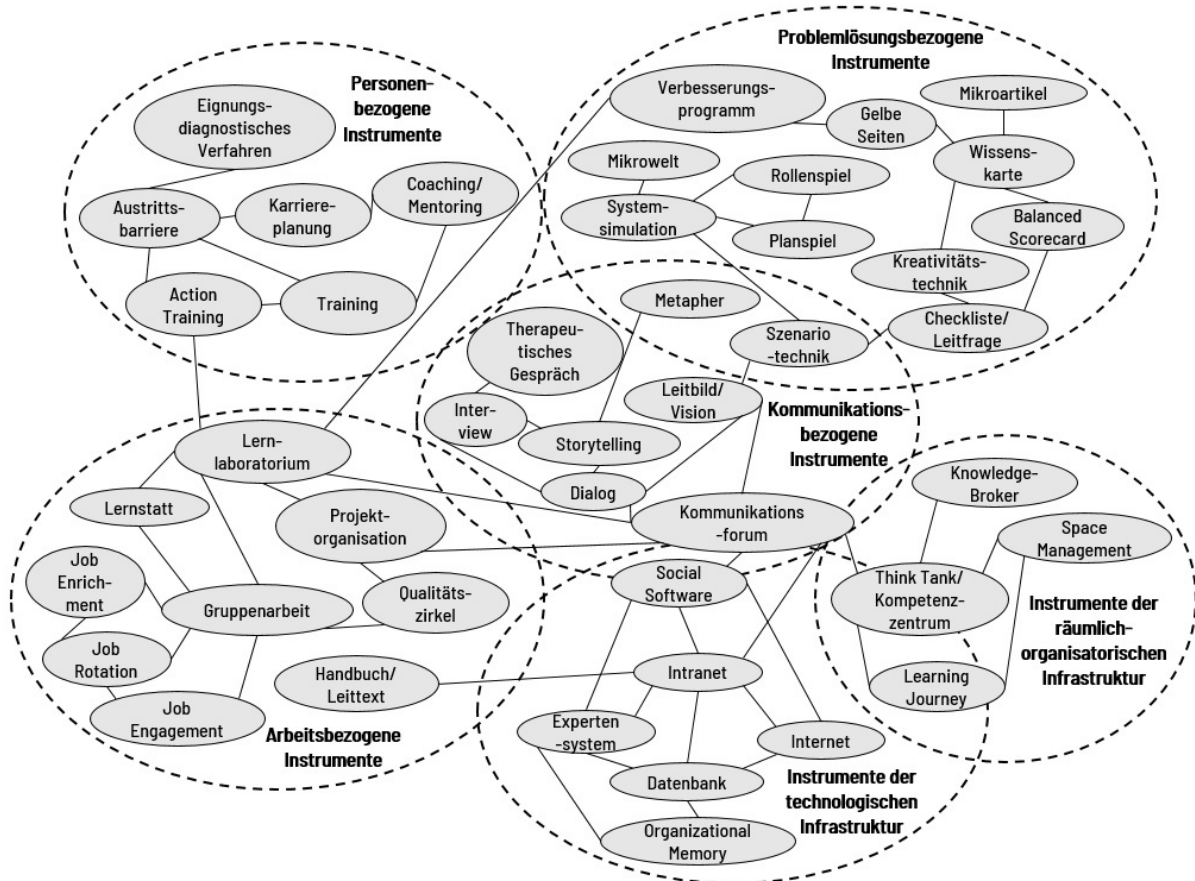 Personen-
bezogene
Instrumente
Eignungs-
diagnostisches
Verfahren
Austritts-
barriere
Karriere-
planung
Coaching/
Mentoring
Action
Training
Training
Problemlösungsbezogene
Instrumente
Verbesserungs-
programm
Gelbe
Seiten
Mikroartikel
Wissens-
karte
Mikrowelt
Rollenspiel
System-
simulation
Planspiel
Balanced
Scorecard
Kreativitäts-
technik
Checkliste/
Leitfrage
Szenario
-technik
Metapher
Therapeu-
tisches
Gespräch
Leitbild/
Vision
Kommunikations-
bezogene
Instrumente
Inter-
view
Storytelling
Dialog
Kommunikations
-forum
Lern-
laboratorium
Lernstatt
Projekt-
organisation
Job
Enrich-
ment
Gruppenarbeit
Qualitäts-
zirkel
Job
Rotation
Handbuch/
Leittext
Job
Engagement
Arbeitsbezogene
Instrumente
Social
Software
Intranet
Experten
-system
Internet
Datenbank
Organizational
Memory
Instrumente der
technologischen
Infrastruktur
Knowledge-
Broker
Space
Management
Think Tank/
Kompetenz-
zentrum
Learning
Journey
Instrumente der
räumlich-
organisatorischen
Infrastruktur